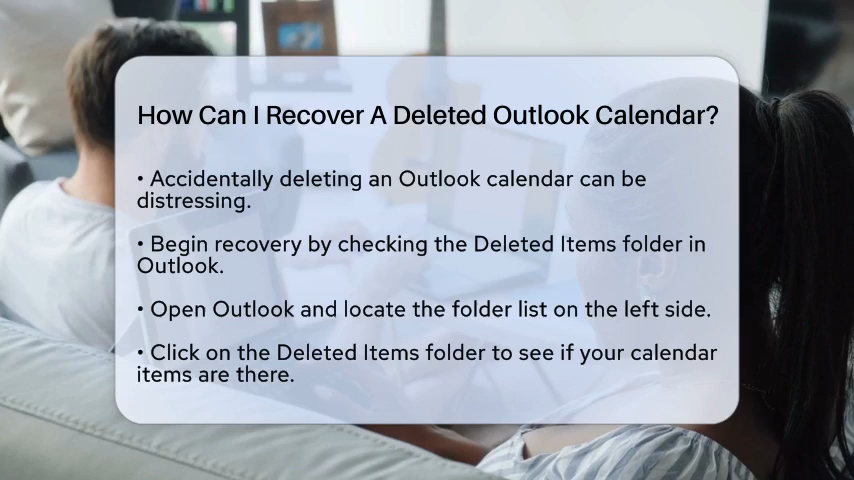 How Can I Recover A Deleted Outlook Calendar?
• Accidentally deleting an Outlook calendar can be
distressing.
• Begin recovery by checking the Deleted Items folder in
Outlook.
• Open Outlook and locate the folder list on the left side.
• Click on the Deleted Items folder to see if your calendar
items are there.